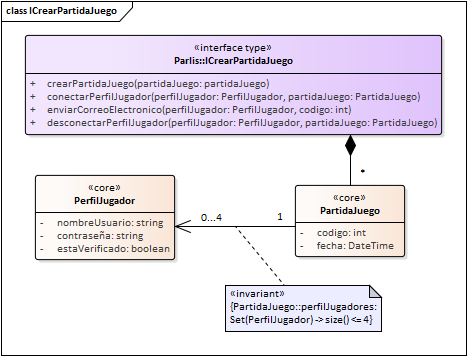 class ICrearPartidaJuego
«interface type»
Parlis::ICrearPartidaJuego
+ crearPartidaJuego(partidaJuego: partidaJuego)
+ conectarPerfilJugador(perfilJugador: PerfilJugador, partidaJuego: PartidaJuego)
+ enviarCorreoElectronico(perfilJugador: PerfilJugador, codigo: int)
+ desconectarPerfilJugador(perfilJugador: PerfilJugador, partidaJuego: PartidaJuego)
*
«core»
PerfilJugador
- nombreUsuario: string
- contraseña: string
- estaVerificado: boolean
0...4
1
«core»
PartidaJuego
- codigo: int
- fecha: DateTime
«invariant»
{PartidaJuego::perfilJugadores:
Set(PerfilJugador) -> size() <= 4}